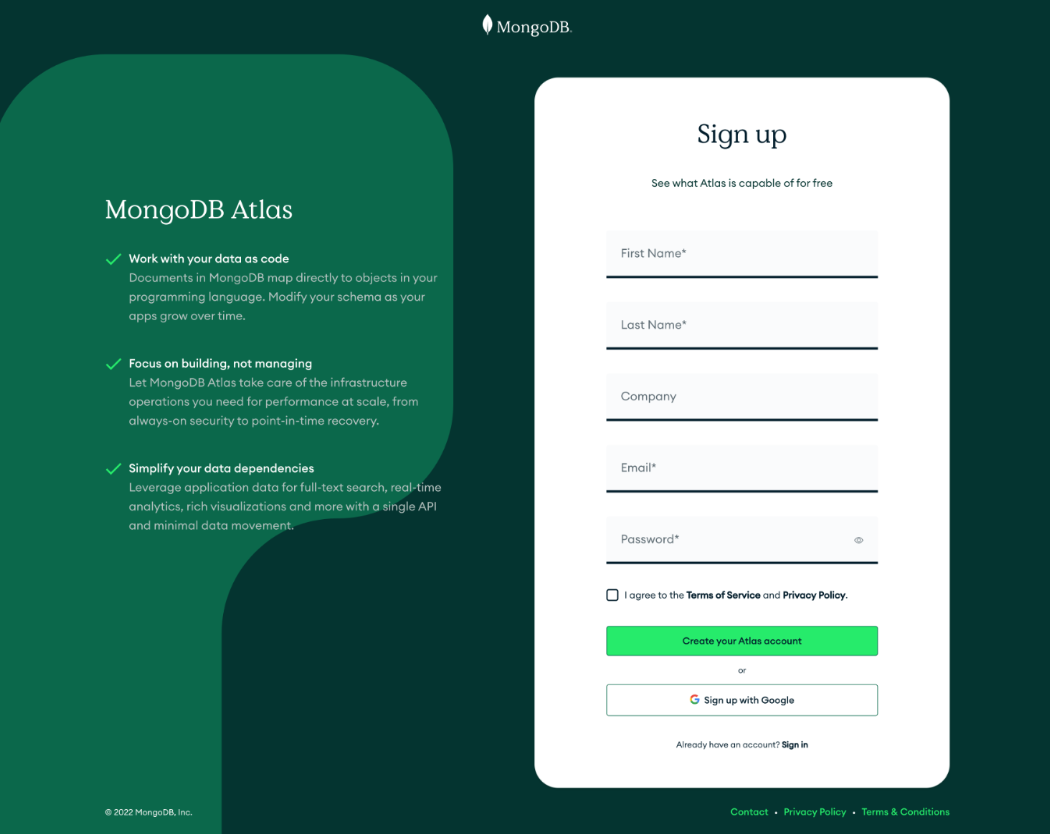 MongoDB.
MongoDB Atlas
Work with your data as code
Documents in MongoDB map directly to objects in your
programming language. Modify your schema as your
apps grow over time.
Focus on building, not managing
Let MongoDB Atlas take care of the infrastructure
operations you need for performance at scale, from
always-on security to point-in-time recovery.
Simplify your data dependencies
Leverage application data for full-text search, real-time
analytics, rich visualizations and more with a single API
and minimal data movement.
Sign up
See what Atlas is capable of for free
First Name*
Last Name*
Company
Email*
Password*
I agree to the Terms of Service and Privacy Policy.
Create your Atlas account
or
Sign up with Google
Already have an account? Sign in
© 2022 MongoDB, Inc.
Contact • Privacy Policy • Terms & Conditions